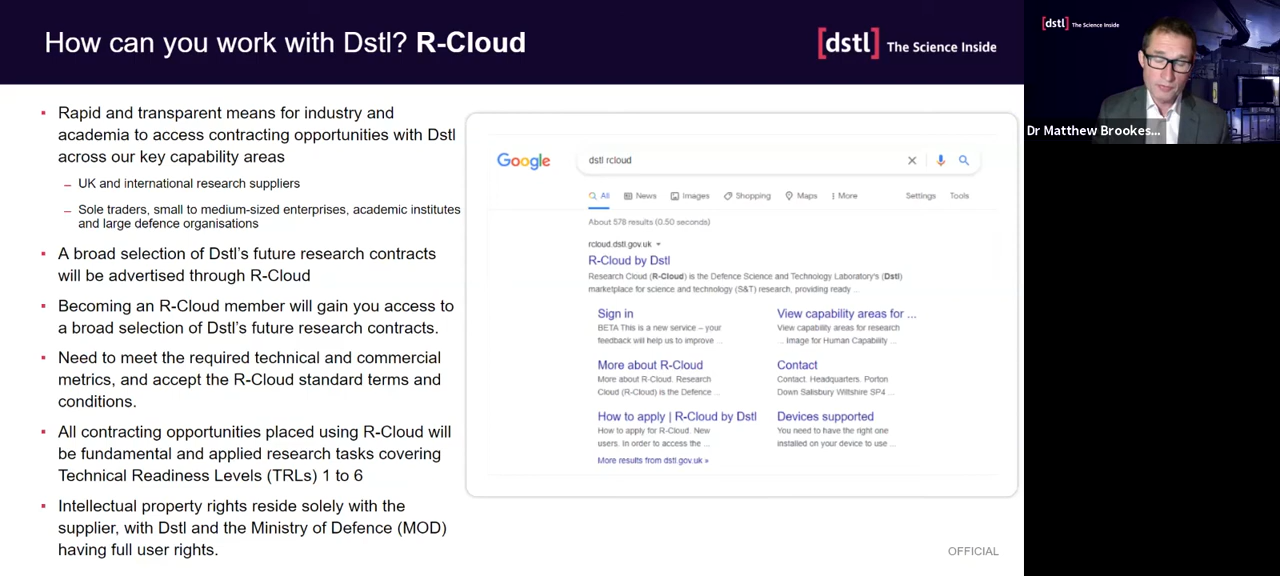 How can you work with Dstl? R-Cloud
[dstl] The Science Inside
Rapid and transparent means for industry and
academia to access contracting opportunities with Dstl
across our key capability areas
– UK and international research suppliers
– Sole traders, small to medium-sized enterprises, academic institutes
and large defence organisations
A broad selection of Dstl's future research contracts
will be advertised through R-Cloud
Becoming an R-Cloud member will gain you access to
a broad selection of Dstl's future research contracts.
Need to meet the required technical and commercial
metrics, and accept the R-Cloud standard terms and
conditions.
All contracting opportunities placed using R-Cloud will
be fundamental and applied research tasks covering
Technical Readiness Levels (TRLs) 1 to 6
Intellectual property rights reside solely with the
supplier, with Dstl and the Ministry of Defence (MOD)
having full user rights.
Google
dstl rcloud
All News Images Shopping Maps More Settings Tools
About 578 results (0.50 seconds)
rcloud.dstl.gov.uk
R-Cloud by Dstl
Research Cloud (R-Cloud) is the Defence Science and Technology Laboratory's (Dstl)
marketplace for science and technology (S&T) research, providing ready ...
Sign in
BETA This is a new service – your
feedback will help us to improve ...
View capability areas for ...
View capability areas for research
... Image for Human Capability ...
More about R-Cloud
More about R-Cloud. Research
Cloud (R-Cloud) is the Defence ...
Contact
Contact. Headquarters. Porton
Down Salisbury Wiltshire SP4 ...
How to apply | R-Cloud by Dstl
How to apply for R-Cloud. New
users. In order to access the ...
Devices supported
You need to have the right one
installed on your device to use ...
More results from dstl.gov.uk »
OFFICIAL
[dstl] The Science Inside
Dr Matthew Brookes...